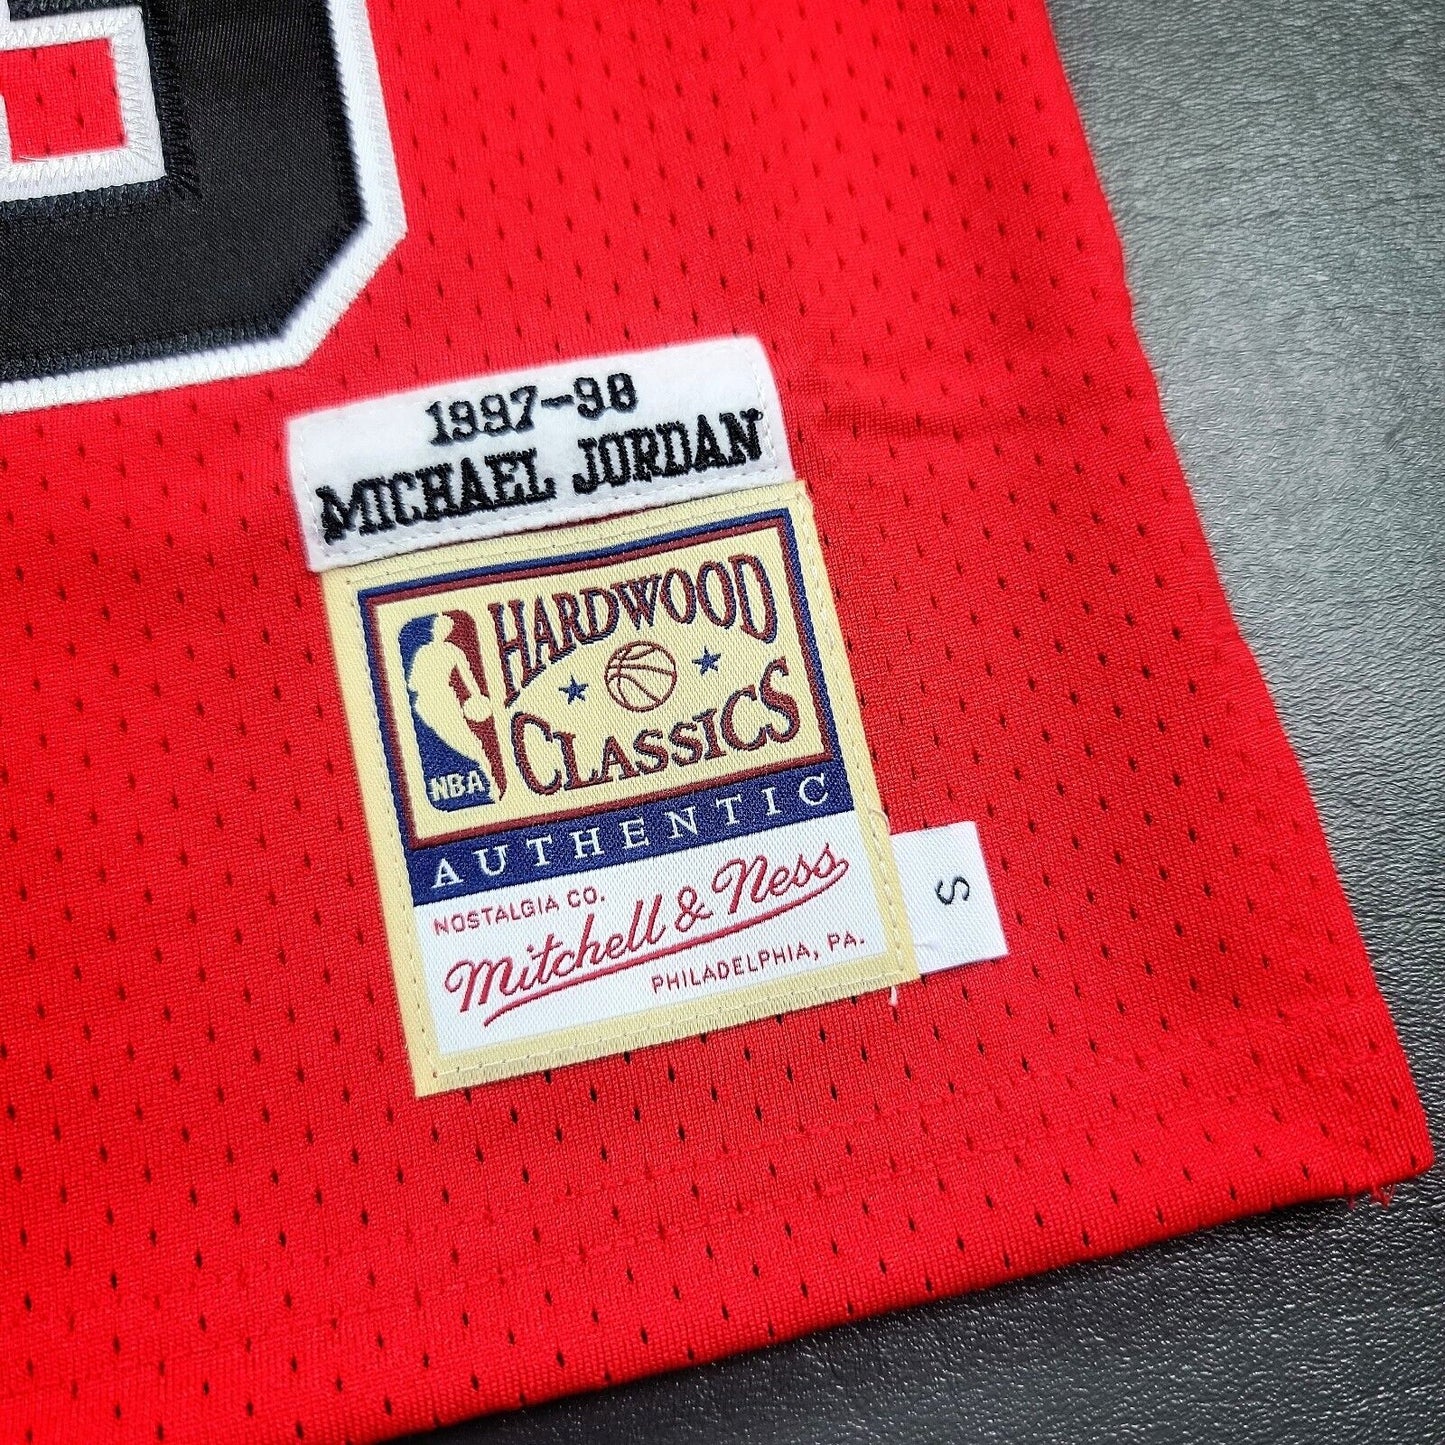 1997-98
MICHAEL JORDAN
HARDWOOD
CLASSICS
NBA
AUTHENTIC
NOSTALGIA CO.
Mitchell & Ness
PHILADELPHIA, PA.
S